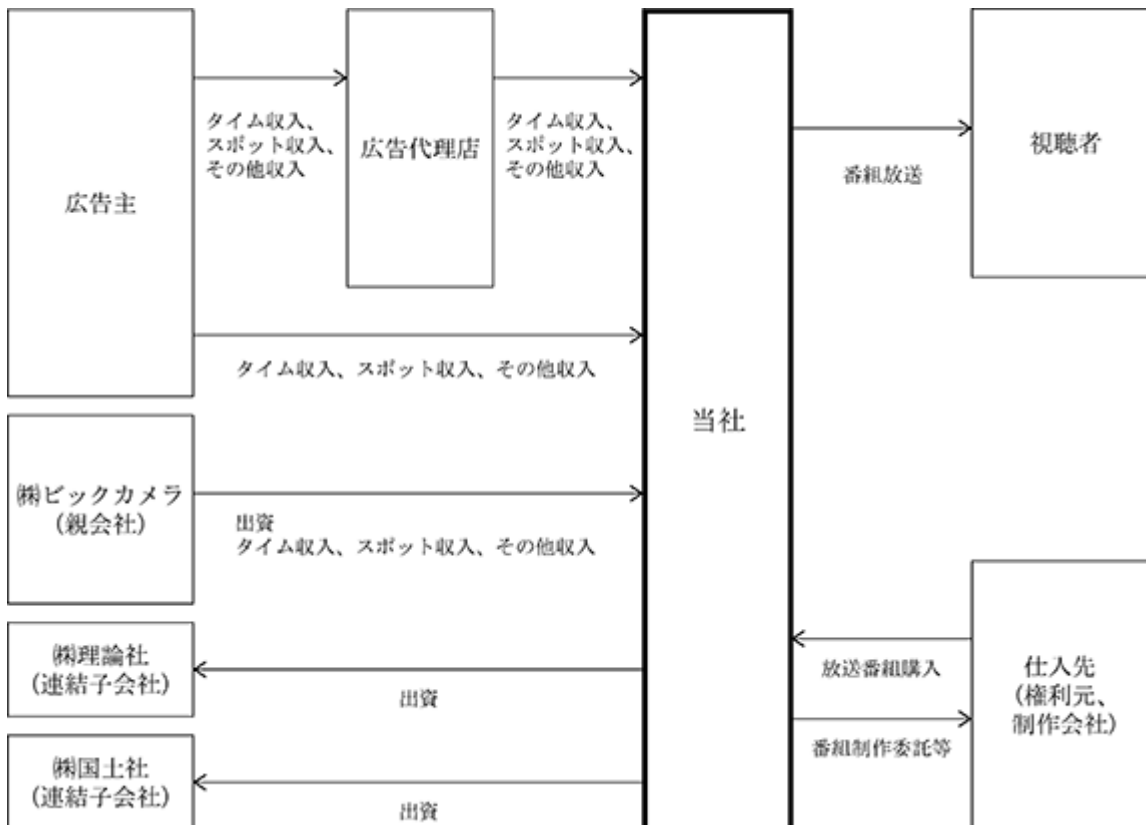 広告主
タイム収入、
スポット収入、
その他収入
広告代理店
タイム収入、
スポット収入、
その他収入
タイム収入、スポット収入、その他収入
当社
番組放送
視聴者
㈱ビックカメラ
(親会社)
出資
タイム収入、スポット収入、その他収入
㈱理論社
(連結子会社)
出資
㈱国土社
(連結子会社)
出資
放送番組購入
番組制作委託等
仕入先
(権利元、
制作会社)